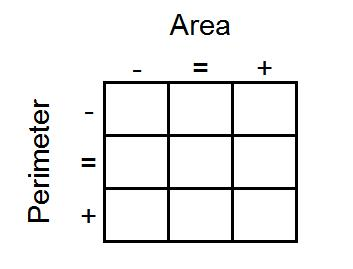 Area
- = +
Perimeter
-
=
+